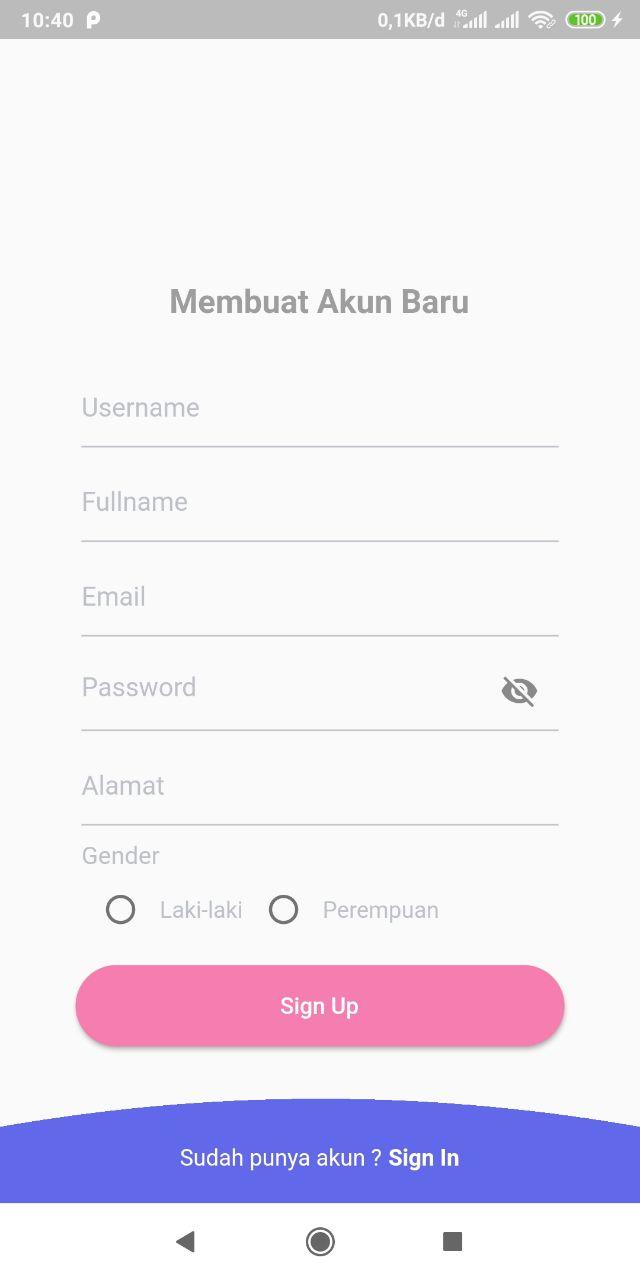 10:40 0,1KB/d 4G 100
Membuat Akun Baru
Username
Fullname
Email
Password
Alamat
Gender
Laki-laki Perempuan
Sign Up
Sudah punya akun ? Sign In